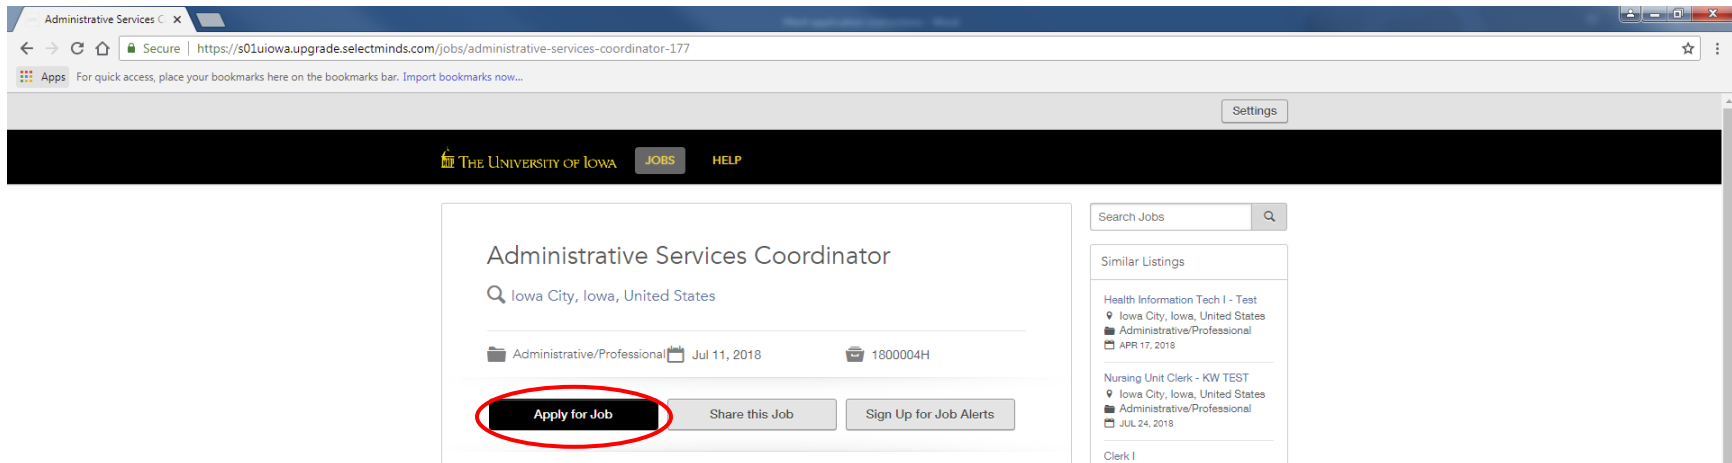 Administrative Services C
Secure | https://s01uiowa.upgrade.selectminds.com/jobs/administrative-services-coordinator-177
Apps For quick access, place your bookmarks here on the bookmarks bar. Import bookmarks now...
Settings
THE UNIVERSITY OF IOWA JOBS HELP
Administrative Services Coordinator
Iowa City, Iowa, United States
Administrative/Professional Jul 11, 2018 1800004H
Apply for Job Share this Job Sign Up for Job Alerts
Search Jobs
Similar Listings
Health Information Tech I - Test
Iowa City, Iowa, United States
Administrative/Professional
APR 17, 2018
Nursing Unit Clerk - KW TEST
Iowa City, Iowa, United States
Administrative/Professional
JUL 24, 2018
Clerk I